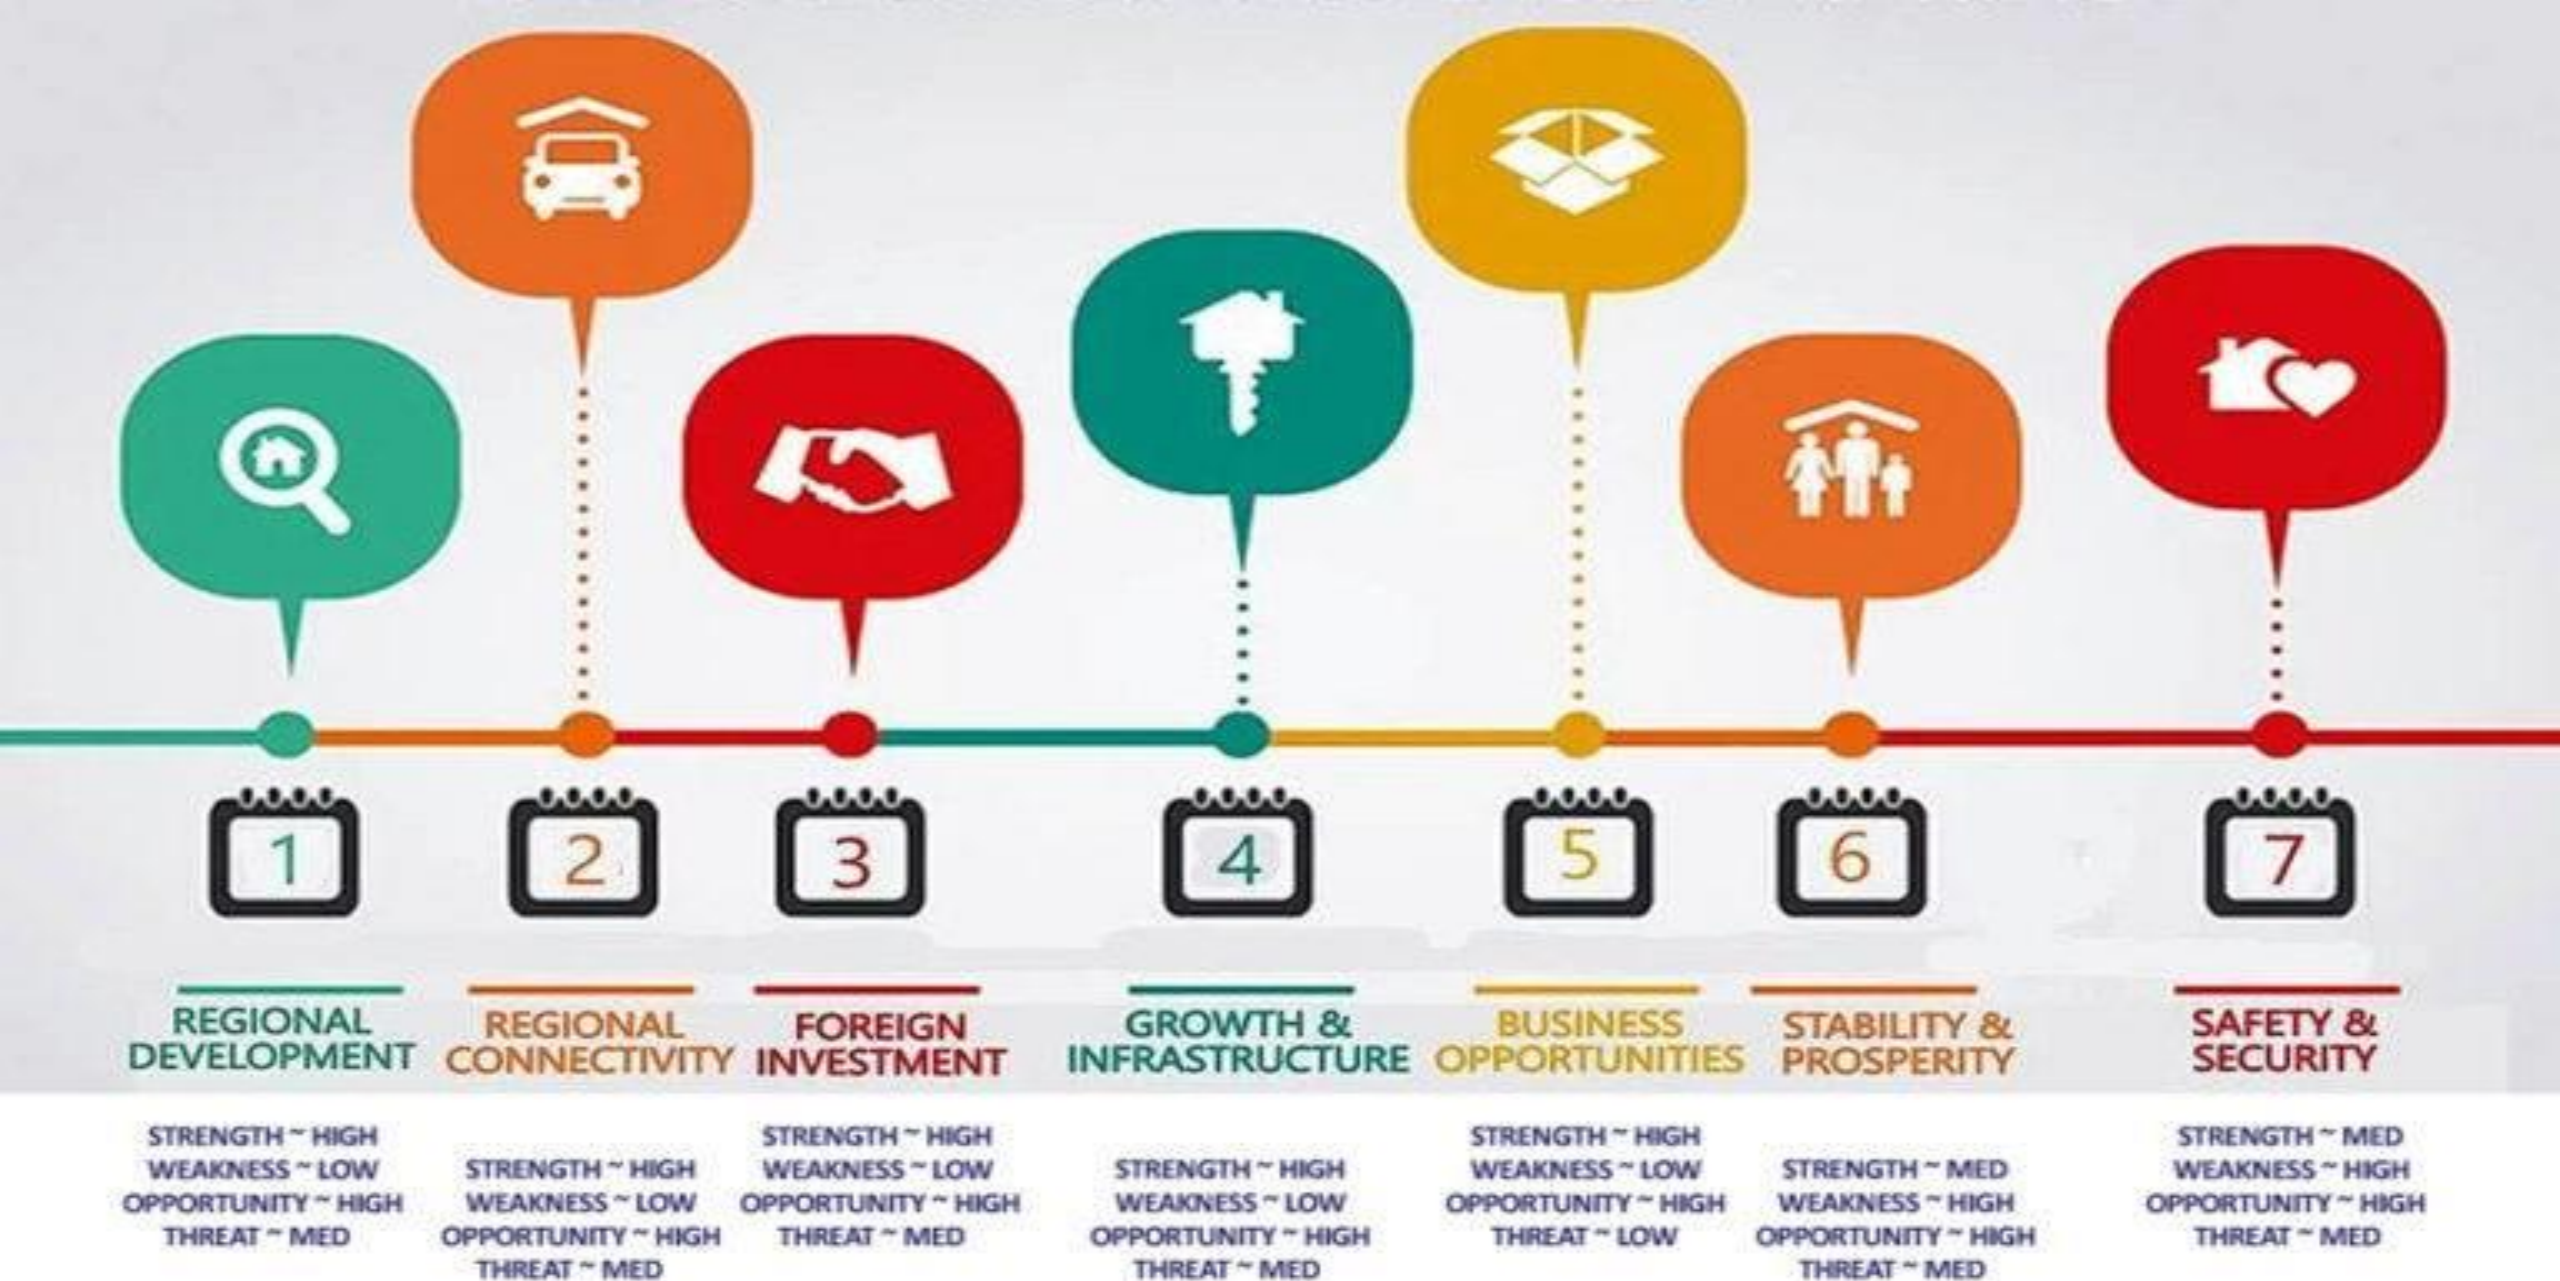 1
2
3
4
5
6
7
REGIONAL
DEVELOPMENT
REGIONAL
CONNECTIVITY
FOREIGN
INVESTMENT
GROWTH &
INFRASTRUCTURE
BUSINESS
OPPORTUNITIES
STABILITY &
PROSPERITY
SAFETY &
SECURITY
STRENGTH ~ HIGH
WEAKNESS ~ LOW
OPPORTUNITY ~ HIGH
THREAT ~ MED
STRENGTH ~ HIGH
WEAKNESS ~ LOW
OPPORTUNITY ~ HIGH
THREAT ~ MED
STRENGTH ~ HIGH
WEAKNESS ~ LOW
OPPORTUNITY ~ HIGH
THREAT ~ MED
STRENGTH ~ HIGH
WEAKNESS ~ LOW
OPPORTUNITY ~ HIGH
THREAT ~ MED
STRENGTH ~ HIGH
WEAKNESS ~ LOW
OPPORTUNITY ~ HIGH
THREAT ~ LOW
STRENGTH ~ MED
WEAKNESS ~ HIGH
OPPORTUNITY ~ HIGH
THREAT ~ MED
STRENGTH ~ MED
WEAKNESS ~ HIGH
OPPORTUNITY ~ HIGH
THREAT ~ MED